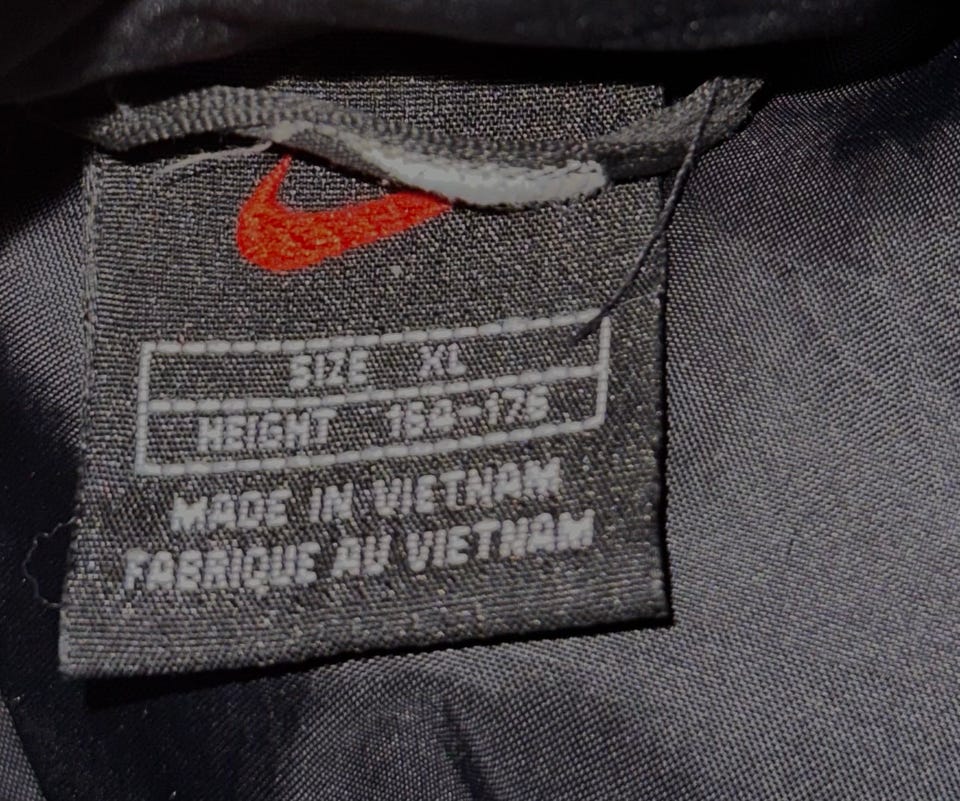 SIZE XL
HEIGHT 164-176
MADE IN VIETNAM
FABRIQUE AU VIETNAM